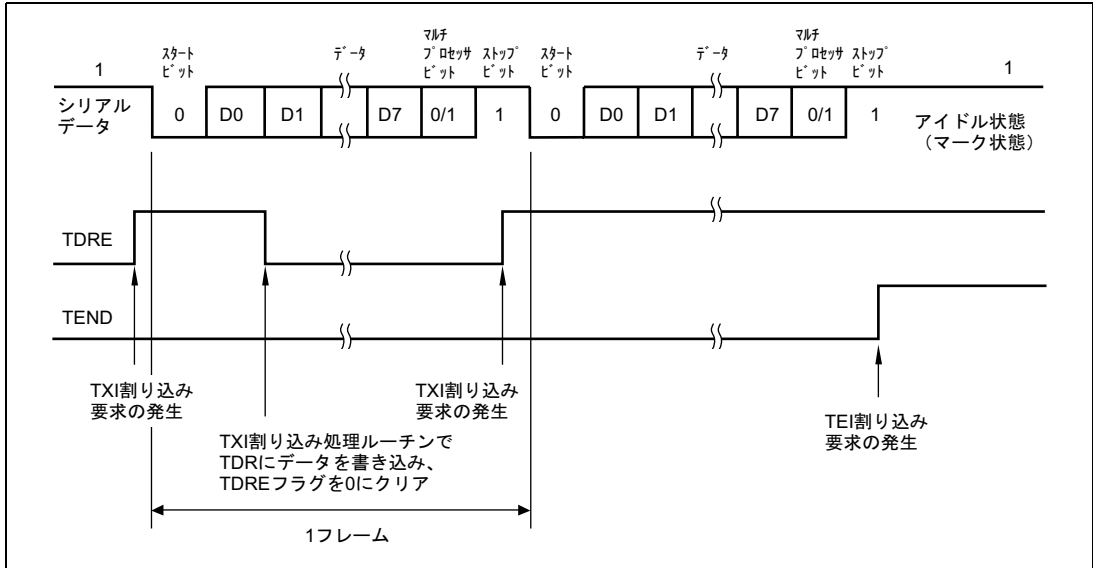 マルチ
マルチ
スタート データ プロセッサ ストップ スタート データ プロセッサ ストップ
1 ビット ビット ビット ビット ビット ビット 1
シリアル
データ
0 D0 D1 D7 0/1 1 0 D0 D1 D7 0/1 1
アイドル状態
（マーク状態）
TDRE
TEND
TXI割り込み
要求の発生
TXI割り込み処理ルーチンで
TDRにデータを書き込み、
TDREフラグを0にクリア
TXI割り込み
要求の発生
TEI割り込み
要求の発生
1フレーム